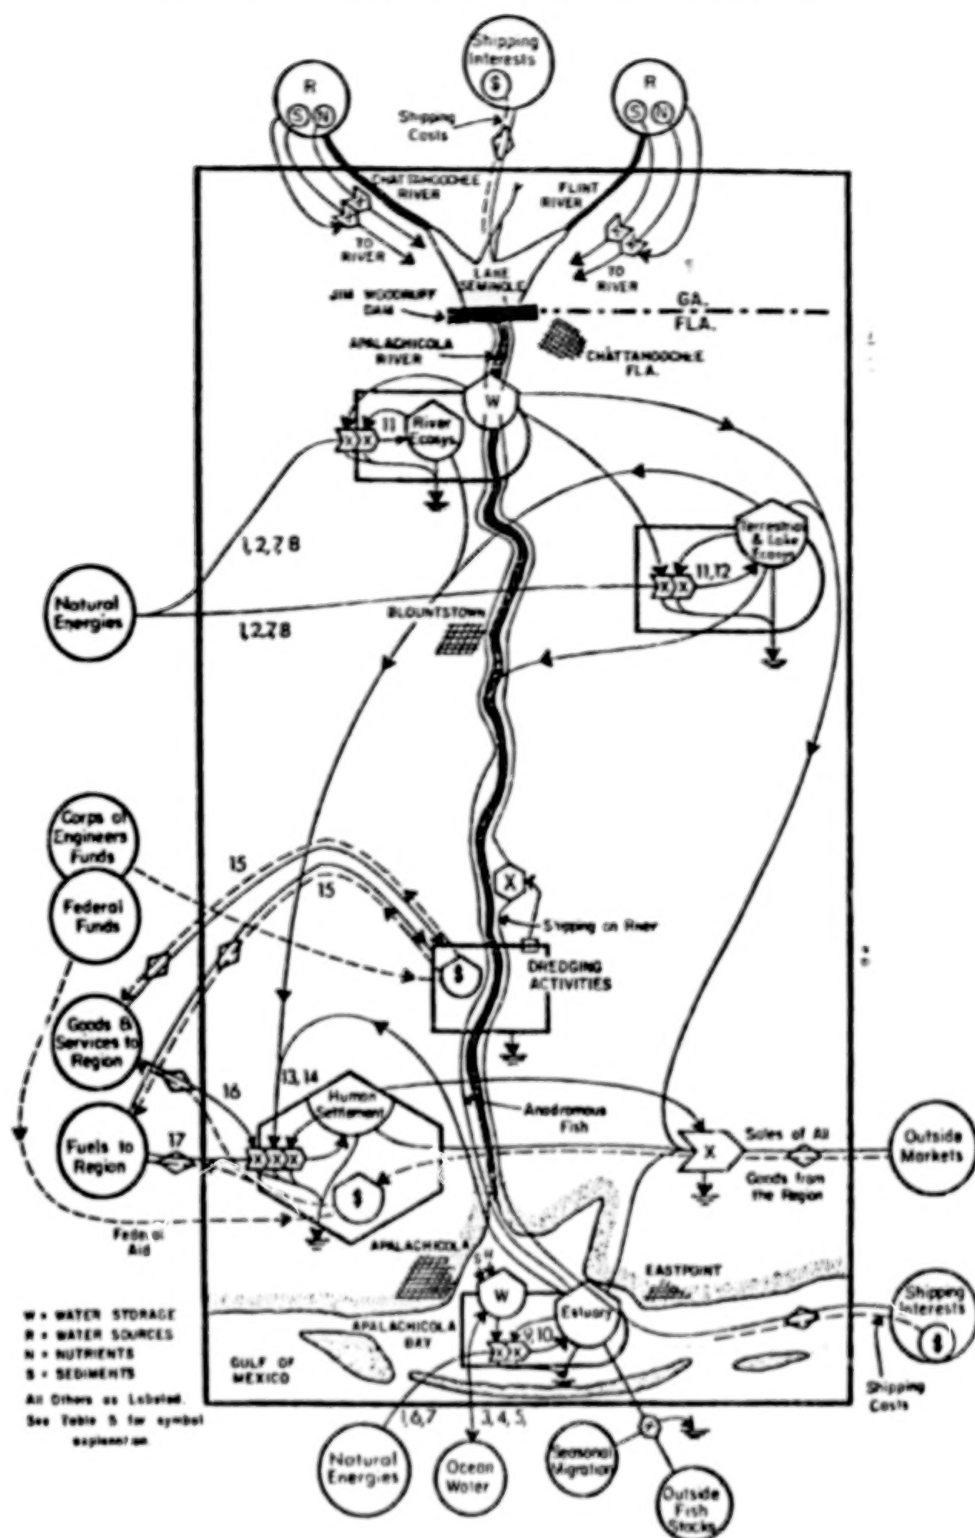 Shipping
Interests
$
R
S N
R
S N
Shipping
Costs
CHATTAHOOCHEE
RIVER
FLINT
RIVER
X
X
TO
RIVER
TO
RIVER
LAKE
SEMINOLE
JIM WOODRUFF
DAM
GA.
FLA.
APALACHICOLA
RIVER
CHATTAHOOCHEE
FLA.
W
11
River
Ecosys.
X X
Terrestrial
& Lake
Ecosys.
11,12
X X
1,2,7,8
Natural
Energies
1,2,7,8
BLOUNTSTOWN
Corps of
Engineers
Funds
Federal
Funds
15
15
X
Shipping on River
$
DREDGING
ACTIVITIES
Goods &
Services to
Region
16
13,14
Human
Settlement
Fuels to
Region
17
X X X
$
Anadromous
Fish
X
Sales of All
Goods from
the Region
Outside
Markets
Federal
Aid
APALACHICOLA
EASTPOINT
W
Estuary
9,10
X X
Shipping
Interests
$
Shipping
Costs
APALACHICOLA
BAY
GULF OF
MEXICO
W = WATER STORAGE
R = WATER SOURCES
N = NUTRIENTS
S = SEDIMENTS
All Others as Labeled.
See Table 5 for symbol
explanation
1,6,7
3,4,5,
Natural
Energies
Ocean
Water
Seasonal
Migration
Outside
Fish
Stocks